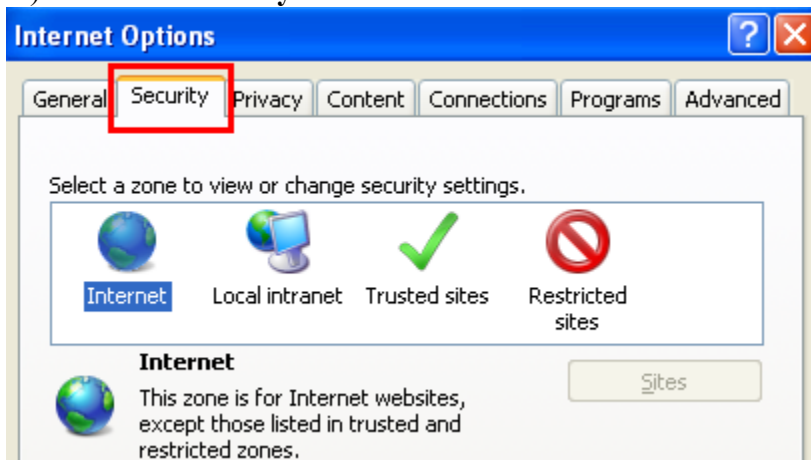 Internet Options
General Security Privacy Content Connections Programs Advanced
Select a zone to view or change security settings.
Internet Local intranet Trusted sites Restricted sites
Internet
Sites
This zone is for Internet websites,
except those listed in trusted and
restricted zones.